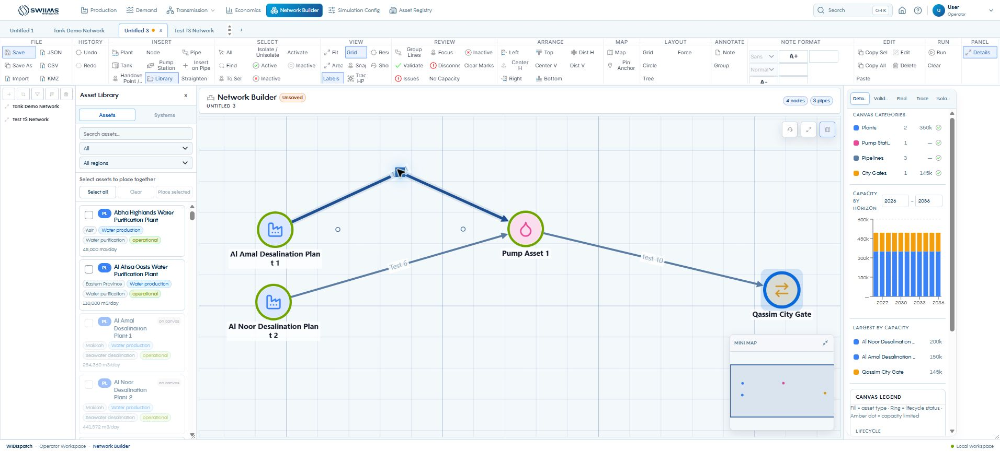 SWIIMS
WIDispatch
Production
Demand
Transmission
Economics
Network Builder
Simulation Config
Asset Registry
Search
Ctrl K
U
User
Operator
Untitled 1
Tank Demo Network
Untitled 3
×
Test TS Network
+
FILE
HISTORY
INSERT
SELECT
VIEW
REVIEW
ARRANGE
MAP
LAYOUT
ANNOTATE
NOTE FORMAT
EDIT
RUN
PANEL
Save
JSON
Save As
CSV
Import
KMZ
Undo
Redo
Plant
Node
Pipe
Tank
Pump
Station
Insert
on Pipe
Handove
Point /..
Library
Straighten
All
Isolate /
Unisolate
Activate
Find
Active
Inactive
To Sel
Inactive
Fit
Grid
Rese
Area
Snap
Sho
Labels
Trac
HP
Group
Lines
Focus
Inactive
Validate
Disconne
Clear Marks
Issues
No Capacity
Left
Top
Dist H
Center
H
Center V
Dist V
Right
Bottom
Map
Pin
Anchor
Grid
Force
Circle
Tree
Note
Group
Sans
A+
Normal
A-
Copy Sel
Edit
Copy All
Delete
Paste
Run
Clear
Details
Tank Demo Network
Test TS Network
Asset Library
×
Assets
Systems
Search assets...
All
All regions
Select assets to place together
Select all
Clear
Place selected
PL
Abha Highlands Water
Purification Plant
Asir
Water production
Water purification
operational
48,000 m3/day
PL
Al Ahsa Oasis Water
Purification Plant
Eastern Province
Water production
Water purification
operational
110,000 m3/day
PL
Al Amal
Desalination
Plant 1
on canvas
Makkah
Water production
Seawater desalination
operational
284,360 m3/day
PL
Al Noor
Desalination
Plant 2
on canvas
Makkah
Water production
Seawater desalination
operational
441,572 m3/day
Network Builder
Unsaved
UNTITLED 3
4 nodes
3 pipes
Al Amal Desalination Plan
t 1
Pump Asset 1
Test 6
test 10
Al Noor Desalination Plan
t 2
Qassim City Gate
MINI MAP
Deta...
Valid...
Find
Trace
Isola...
CANVAS CATEGORIES
Plants 2 350k
Pump Stati... 1 —
Pipelines 3 —
City Gates 1 145k
CAPACITY
BY
HORIZON
2026 – 2036
600k
450k
300k
150k
—
2027 2030 2033 2036
LARGEST BY CAPACITY
Al Noor Desalination ... 200k
Al Amal Desalination ... 150k
Qassim City Gate 145k
CANVAS LEGEND
Fill = asset type · Ring = lifecycle status ·
Amber dot = capacity limited
LIFECYCLE
WIDispatch · Operator Workspace · Network Builder
Local workspace